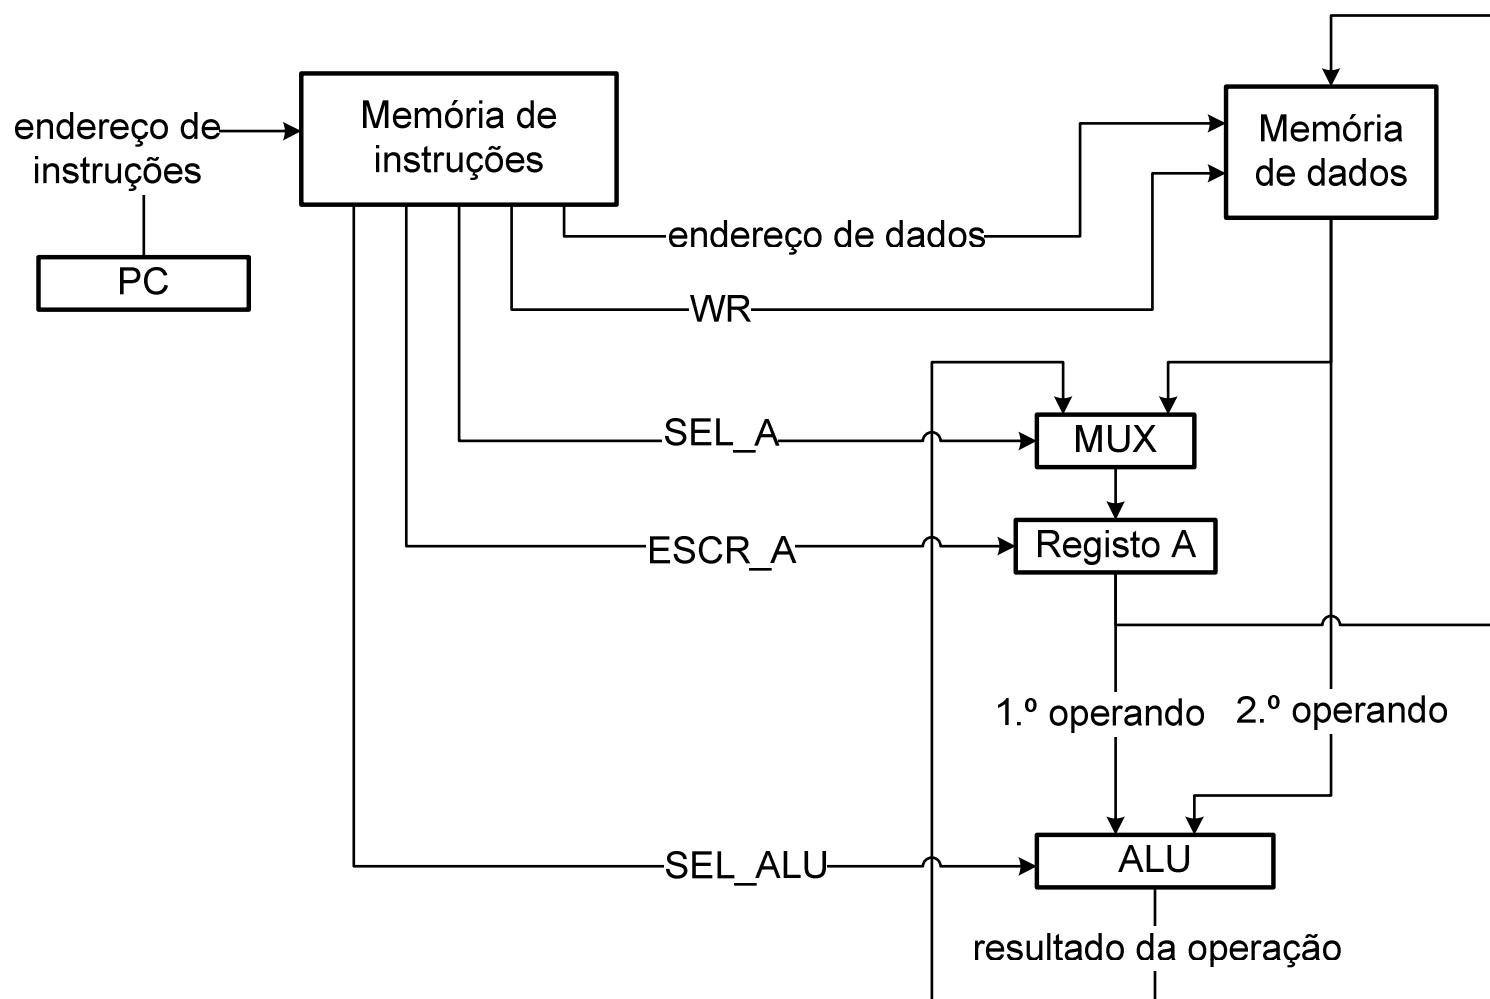 endereço de
instruções
PC
Memória de
instruções
Memória
de dados
endereço de dados
WR
SEL_A
MUX
ESCR_A
Registo A
1.º operando
2.º operando
SEL_ALU
ALU
resultado da operação